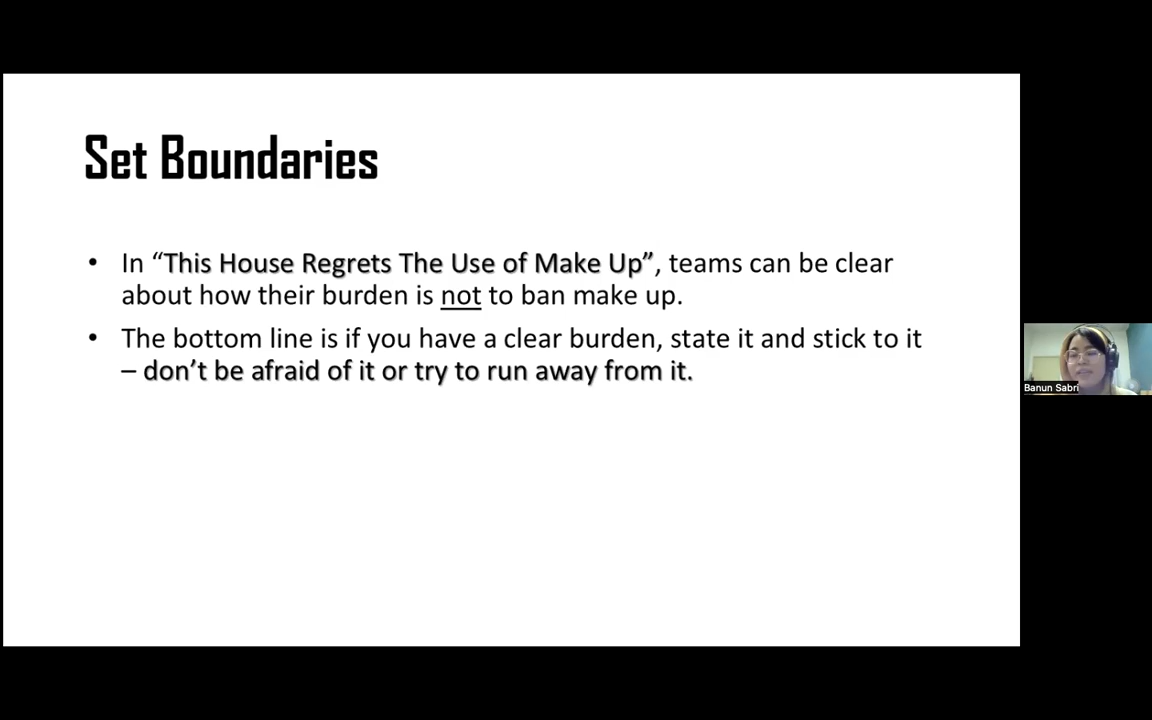 Set Boundaries
• In “This House Regrets The Use of Make Up”, teams can be clear
about how their burden is not to ban make up.
• The bottom line is if you have a clear burden, state it and stick to it
– don’t be afraid of it or try to run away from it.
Banun Sabri